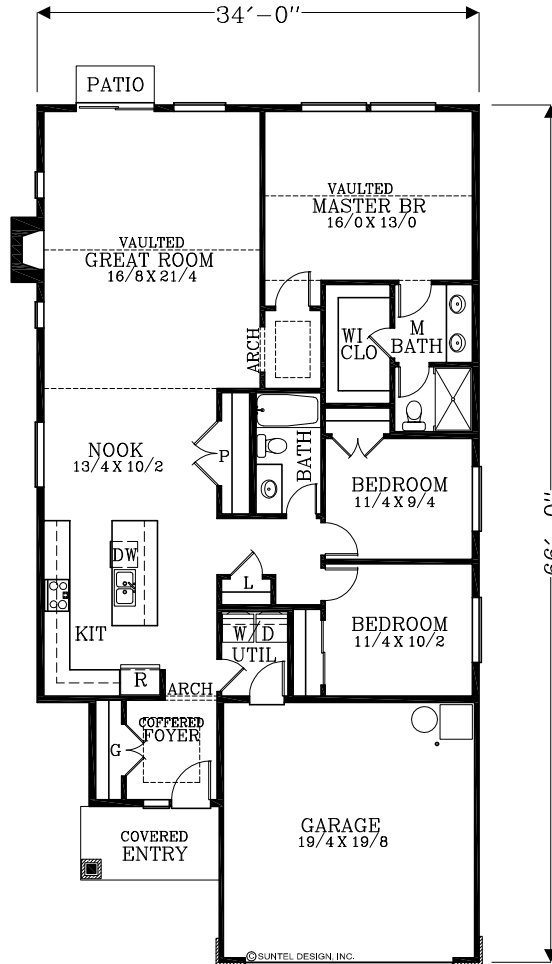 34'-0"
PATIO
VAULTED
MASTER BR
16/0 X 13/0
VAULTED
GREAT ROOM
16/8 X 21/4
ARCH
WI
CLO
M
BATH
NOOK
13/4 X 10/2
P
BATH
BEDROOM
11/4 X 9/4
66'-0"
DW
L
KIT
W/D
UTIL
BEDROOM
11/4 X 10/2
R
ARCH
COFFERED
FOYER
G
GARAGE
19/4 X 19/8
COVERED
ENTRY
©SUNTEL DESIGN, INC.